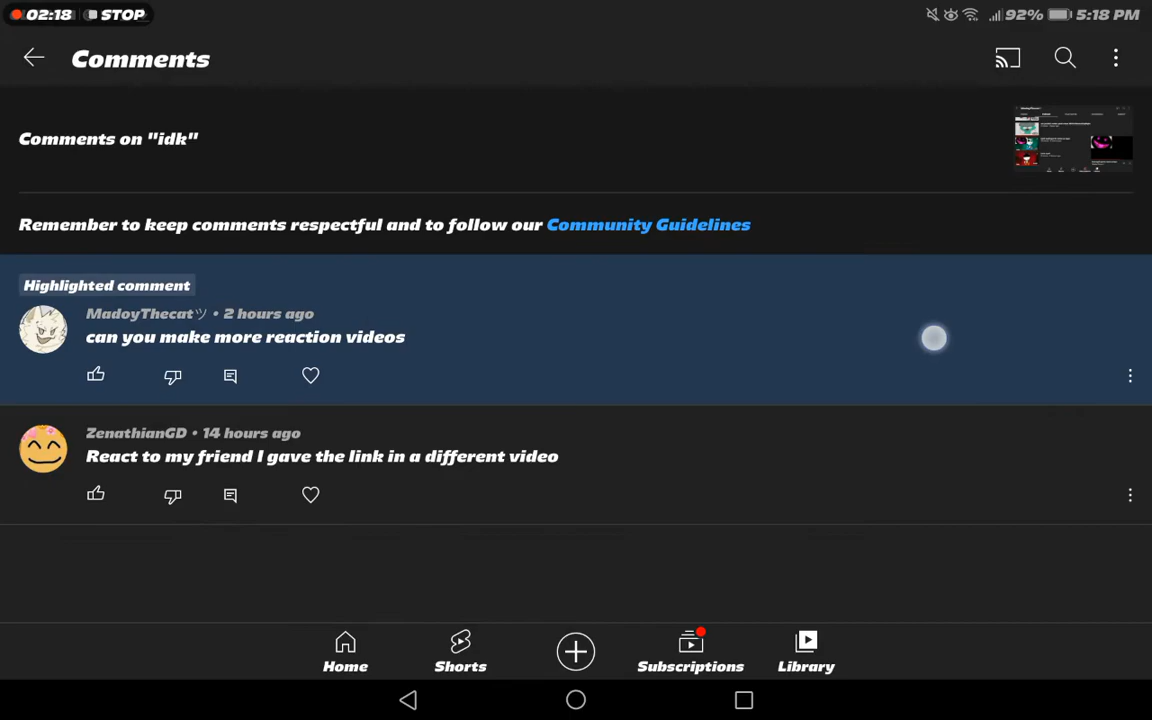 02:18 STOP 92% 5:18 PM
Comments
Comments on "idk"
Remember to keep comments respectful and to follow our Community Guidelines
Highlighted comment
MadoyThecatツ • 2 hours ago
can you make more reaction videos
ZenathianGD • 14 hours ago
React to my friend I gave the link in a different video
Home Shorts Subscriptions Library